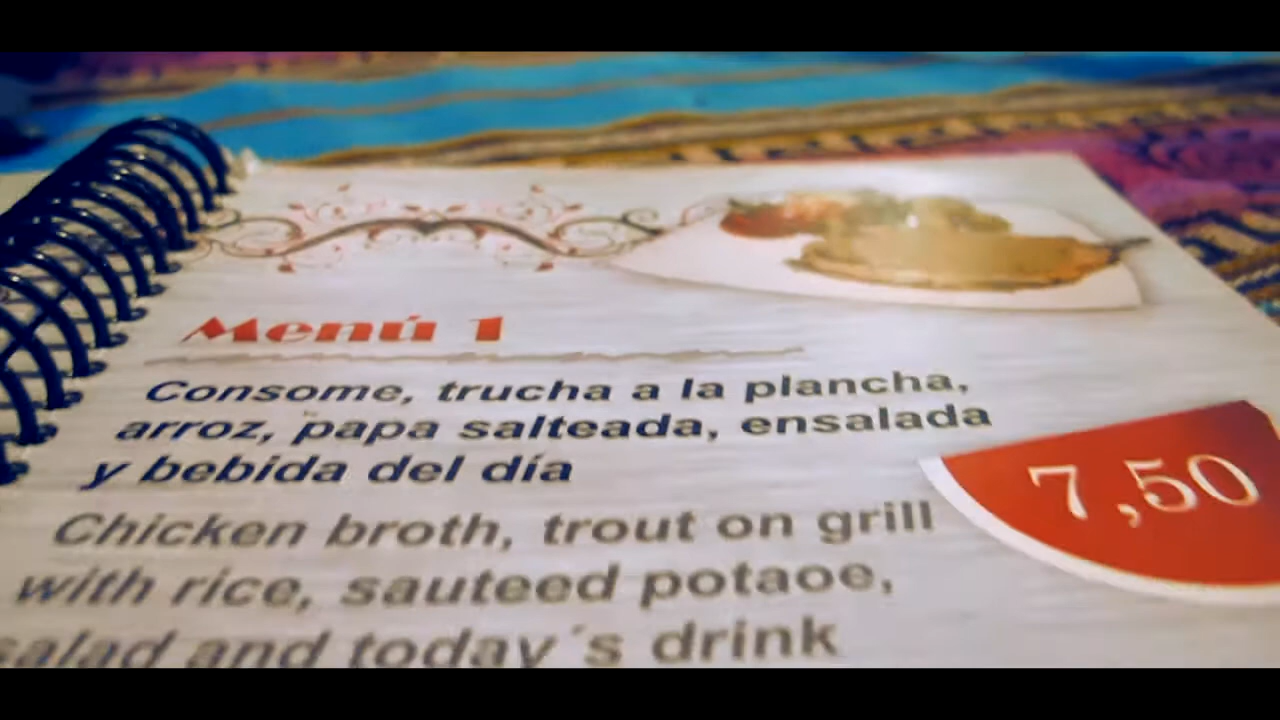 Menú 1
Consome, trucha a la plancha,
arroz, papa salteada, ensalada
y bebida del día
7,50
Chicken broth, trout on grill
with rice, sauteed potaoe,
salad and today´s drink